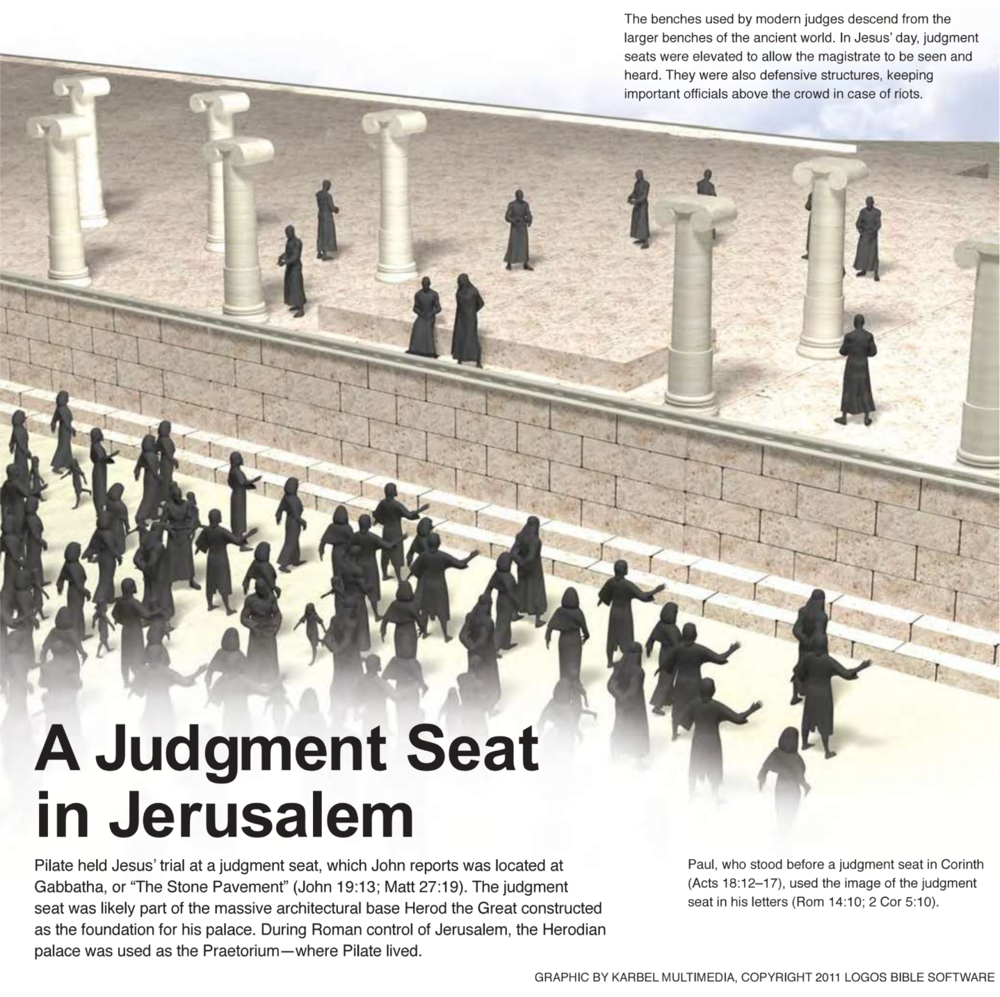 The benches used by modern judges descend from the
larger benches of the ancient world. In Jesus’ day, judgment
seats were elevated to allow the magistrate to be seen and
heard. They were also defensive structures, keeping
important officials above the crowd in case of riots.
A Judgment Seat
in Jerusalem
Pilate held Jesus’ trial at a judgment seat, which John reports was located at
Gabbatha, or “The Stone Pavement” (John 19:13; Matt 27:19). The judgment
seat was likely part of the massive architectural base Herod the Great constructed
as the foundation for his palace. During Roman control of Jerusalem, the Herodian
palace was used as the Praetorium—where Pilate lived.
Paul, who stood before a judgment seat in Corinth
(Acts 18:12–17), used the image of the judgment
seat in his letters (Rom 14:10; 2 Cor 5:10).
GRAPHIC BY KARBEL MULTIMEDIA, COPYRIGHT 2011 LOGOS BIBLE SOFTWARE